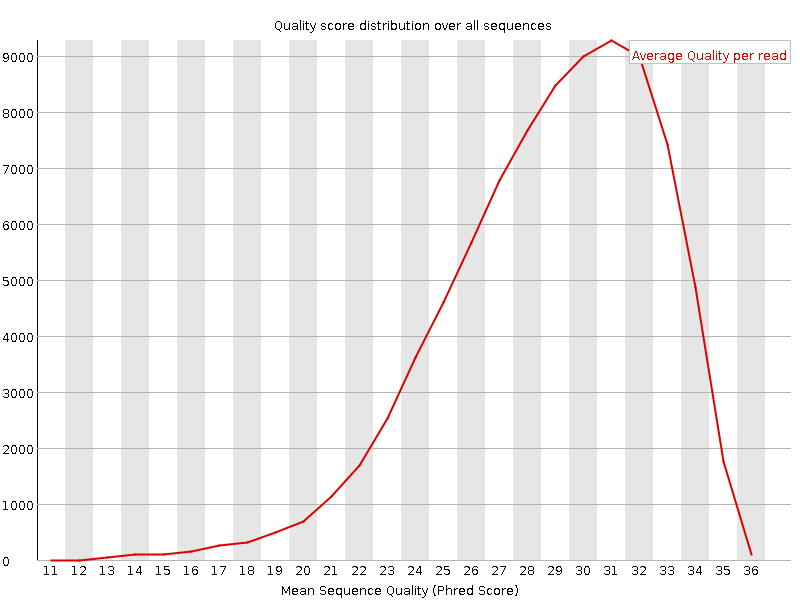 Quality score distribution over all sequences
Average Quality per read
9000
8000
7000
6000
5000
4000
3000
2000
1000
0
11 12 13 14 15 16 17 18 19 20 21 22 23 24 25 26 27 28 29 30 31 32 33 34 35 36
Mean Sequence Quality (Phred Score)